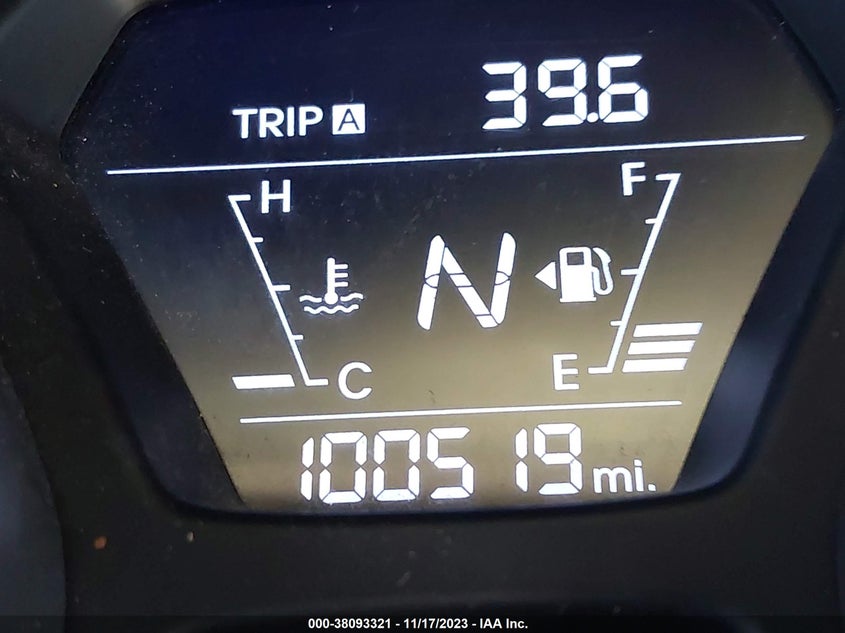 TRIP A 39.6
H F
N
C E
100519 mi.
000-38093321 - 11/17/2023 - IAA Inc.